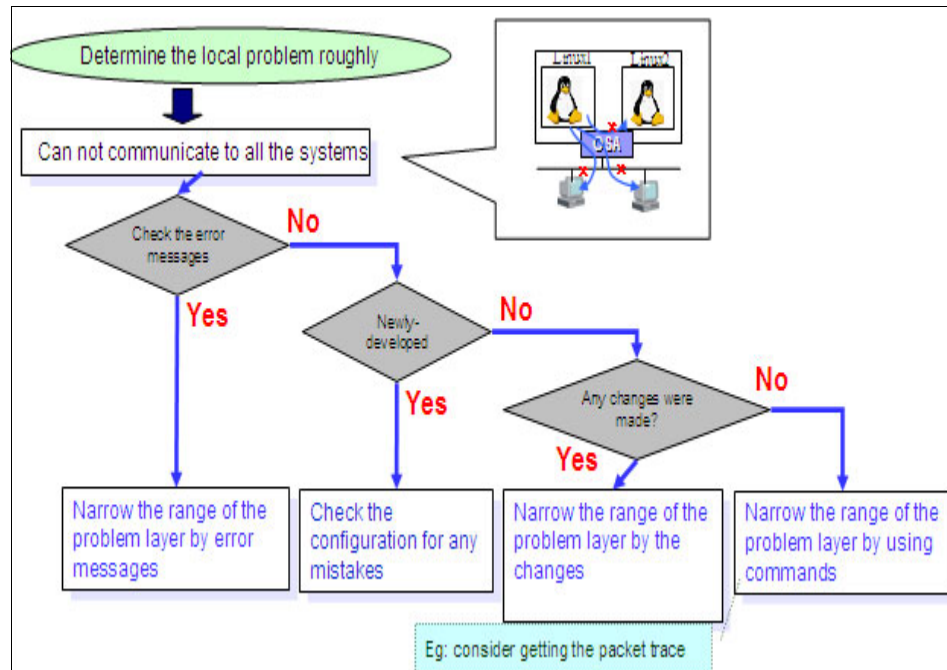 Determine the local problem roughly
Linux1
Linux2
OSA
Can not communicate to all the systems
Check the error
messages
No
Yes
Newly-
developed
No
Yes
Any changes were
made?
No
Yes
Narrow the range of the
problem layer by error
messages
Check the
configuration for any
mistakes
Narrow the range of the
problem layer by the
changes
Narrow the range of the
problem layer by using
commands
Eg: consider getting the packet trace